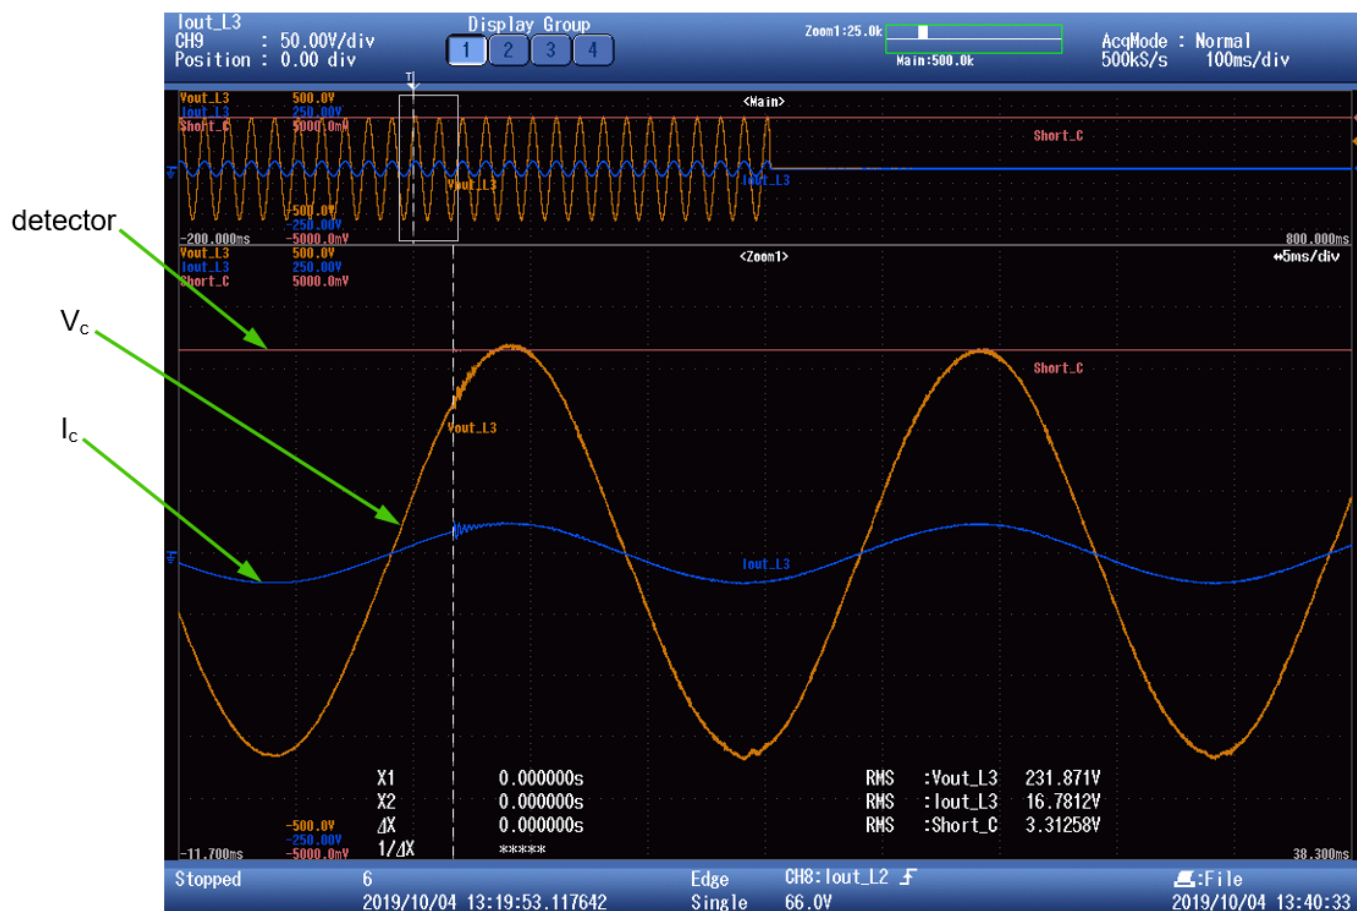 Iout_L3
CH9 : 50.00V/div
Position : 0.00 div
Display Group
1 2 3 4
Zoom1:25.0k
Main:500.0k
AcqMode : Normal
500kS/s 100ms/div
T
<Main>
Vout_L3 500.0V
Iout_L3 250.00V
Short_C 5000.0mV
Short_C
Vout_L3
Iout_L3
-500.0V
-250.00V
-200.000ms -5000.0mV 800.000ms
detector
Vout_L3 500.0V <Zoom1> 5ms/div
Iout_L3 250.00V
Short_C 5000.0mV
Vc
Short_C
Ic
Vout_L3
Iout_L3
X1 0.000000s RMS :Vout_L3 231.871V
X2 0.000000s RMS :Iout_L3 16.7812V
ΔX 0.000000s RMS :Short_C 3.31258V
1/ΔX *****
-500.0V
-250.00V
-11.700ms -5000.0mV 38.300ms
Stopped 6 Edge CH8:Iout_L2 :File
2019/10/04 13:19:53.117642 Single 66.0V 2019/10/04 13:40:33